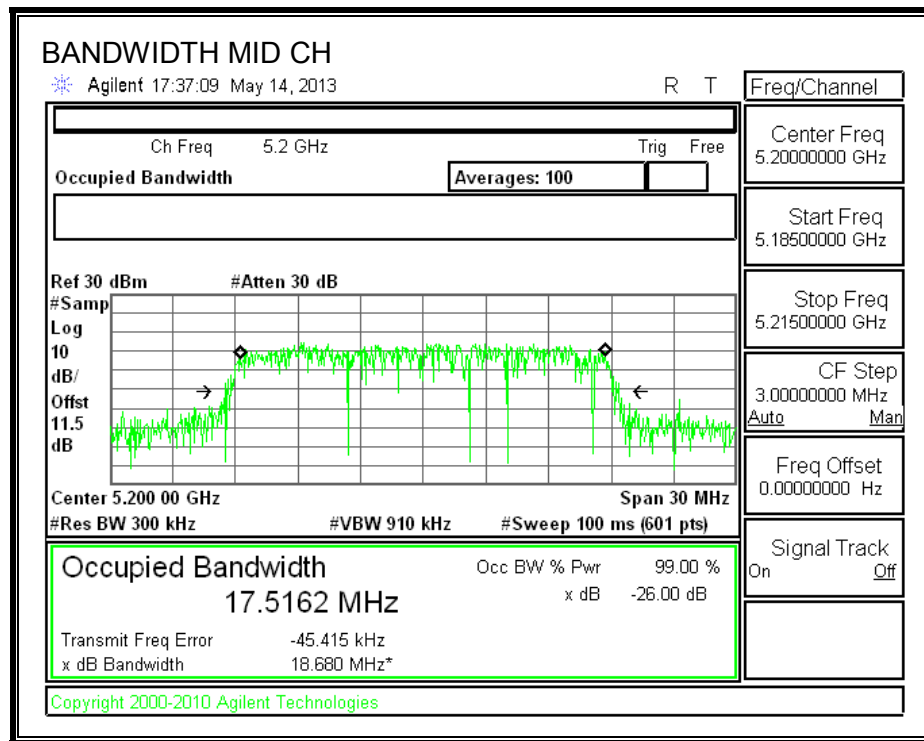 BANDWIDTH MID CH
Agilent 17:37:09 May 14, 2013 R T
Freq/Channel
Ch Freq 5.2 GHz Trig Free
Occupied Bandwidth Averages: 100
Center Freq
5.20000000 GHz
Start Freq
5.18500000 GHz
Stop Freq
5.21500000 GHz
CF Step
3.00000000 MHz
Auto Man
Freq Offset
0.00000000 Hz
Signal Track
On Off
Ref 30 dBm #Atten 30 dB
#Samp
Log
10
dB/
Offst
11.5
dB
Center 5.200 00 GHz Span 30 MHz
#Res BW 300 kHz #VBW 910 kHz #Sweep 100 ms (601 pts)
Occupied Bandwidth Occ BW % Pwr 99.00 %
17.5162 MHz x dB -26.00 dB
Transmit Freq Error -45.415 kHz
x dB Bandwidth 18.680 MHz*
Copyright 2000-2010 Agilent Technologies